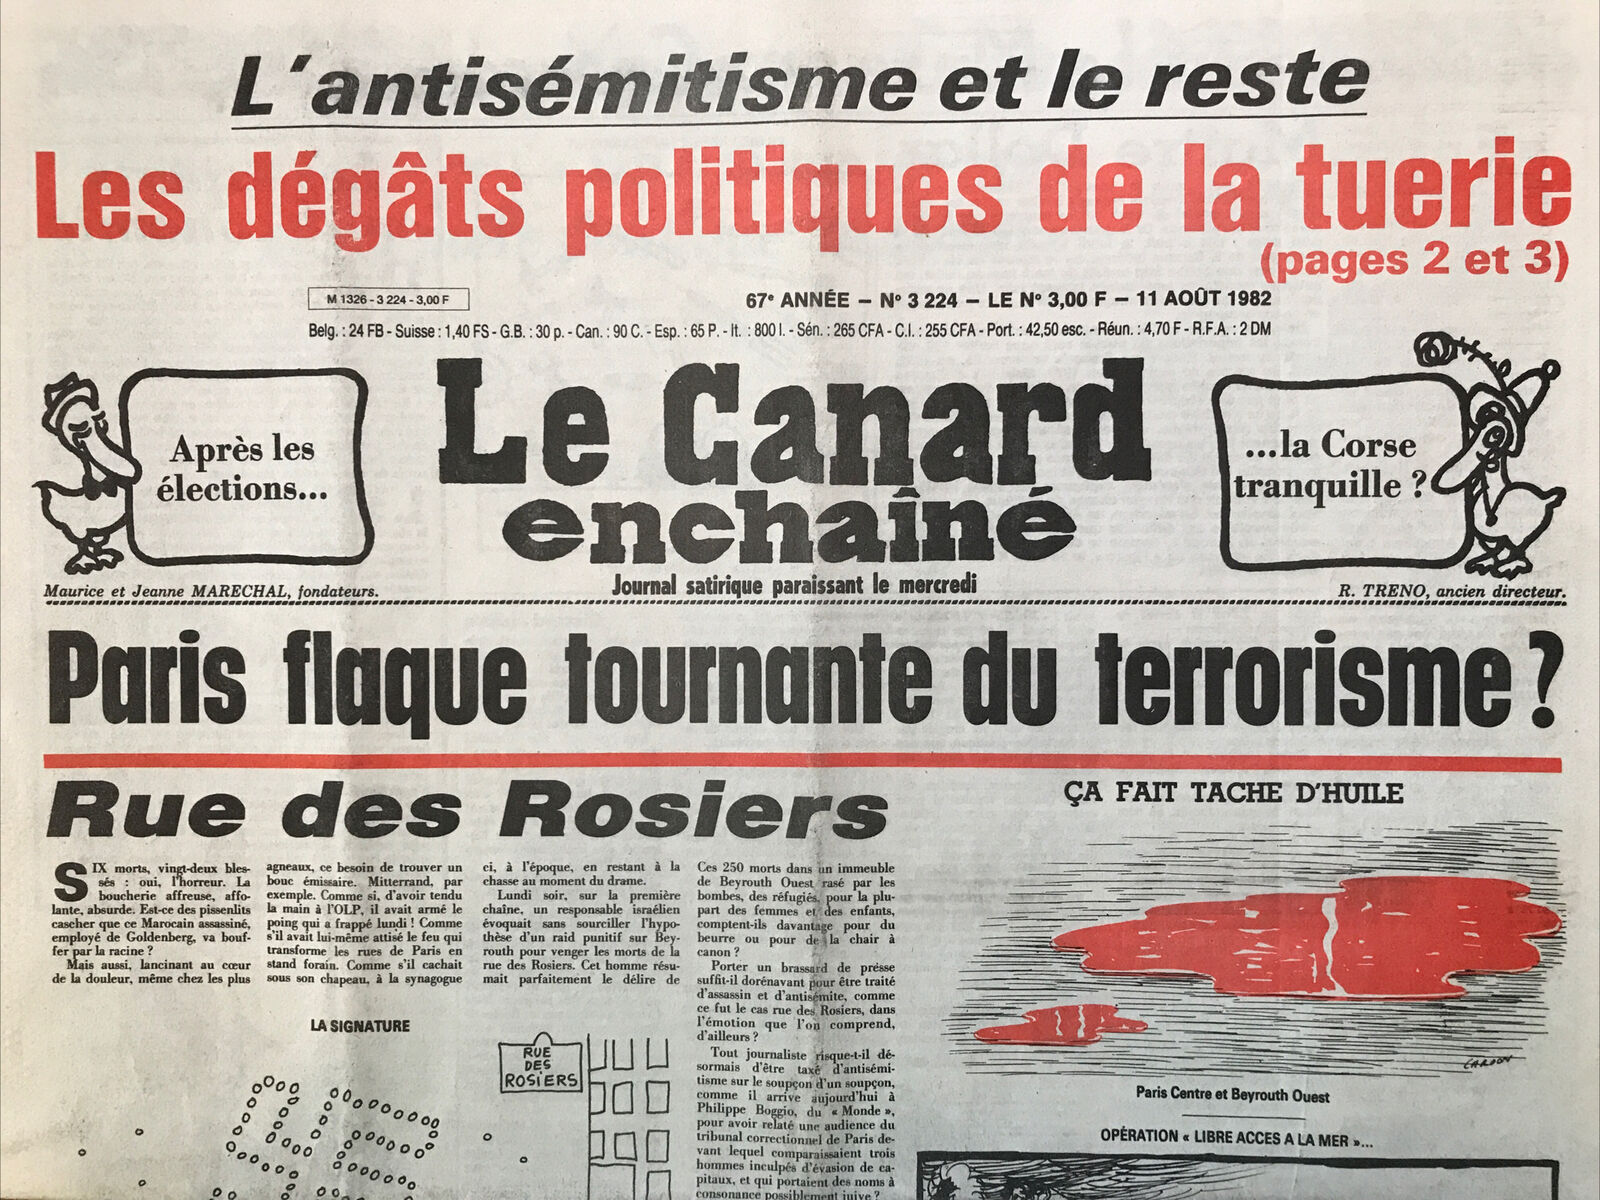 L'antisémitisme et le reste
Les dégâts politiques de la tuerie
(pages 2 et 3)
M 1326 - 3 224 - 3,00 F
67e ANNÉE – N° 3 224 – LE N° 3,00 F – 11 AOÛT 1982
Belg. : 24 FB - Suisse : 1,40 FS - G.B. : 30 p. - Can. : 90 C. - Esp. : 65 P. - It. : 800 l. - Sén. : 265 CFA - C.I. : 255 CFA - Port. : 42,50 esc. - Réun. : 4,70 F - R.F.A. : 2 DM
Après les
élections...
Le Canard
enchaîné
...la Corse
tranquille ?
Maurice et Jeanne MARECHAL, fondateurs.
Journal satirique paraissant le mercredi
R. TRENO, ancien directeur.
Paris flaque tournante du terrorisme ?
Rue des Rosiers
SIX morts, vingt-deux bles-
sés : oui, l'horreur. La
boucherie affreuse, affo-
lante, absurde. Est-ce des pissenlits
cascher que ce Marocain assassiné,
employé de Goldenberg, va bouf-
fer par la racine ?
Mais aussi, lancinant au cœur
de la douleur, même chez les plus
agneaux, ce besoin de trouver un
bouc émissaire. Mitterrand, par
exemple. Comme si, d'avoir tendu
la main à l'OLP, il avait armé le
poing qui a frappé lundi ! Comme
s'il avait lui-même attisé le feu qui
transforme les rues de Paris en
stand forain. Comme s'il cachait
sous son chapeau, à la synagogue
ci, à l'époque, en restant à la
chasse au moment du drame.
Lundi soir, sur la première
chaîne, un responsable israélien
évoquait sans sourciller l'hypo-
thèse d'un raid punitif sur Bey-
routh pour venger les morts de la
rue des Rosiers. Cet homme résu-
mait parfaitement le délire de
Ces 250 morts dans un immeuble
de Beyrouth Ouest rasé par les
bombes, des réfugiés, pour la plu-
part des femmes et des enfants,
comptent-ils davantage pour du
beurre ou pour de la chair à
canon ?
Porter un brassard de presse
suffit-il dorénavant pour être traité
d'assassin et d'antisémite, comme
ce fut le cas rue des Rosiers, dans
l'émotion que l'on comprend,
d'ailleurs ?
Tout journaliste risque-t-il dé-
sormais d'être taxé d'antisémi-
tisme sur le soupçon d'un soupçon,
comme il arrive aujourd'hui à
Philippe Boggio, du « Monde »,
pour avoir relaté une audience du
tribunal correctionnel de Paris de-
vant lequel comparaissaient trois
hommes inculpés d'évasion de ca-
pitaux, et qui portaient des noms à
consonance possiblement juive ?
LA SIGNATURE
RUE
DES
ROSIERS
ÇA FAIT TACHE D'HUILE
CARDON
Paris Centre et Beyrouth Ouest
OPÉRATION « LIBRE ACCES A LA MER »...